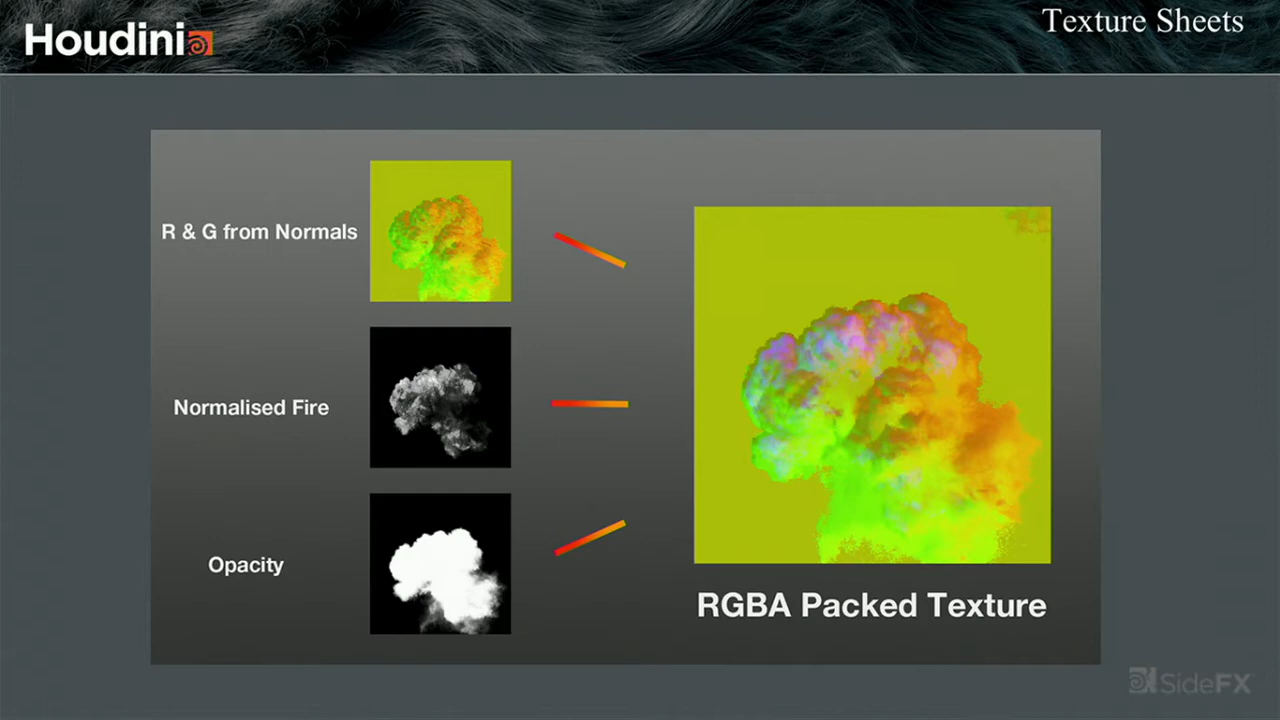 Houdini
Texture Sheets
R & G from Normals
Normalised Fire
Opacity
RGBA Packed Texture
SideFX